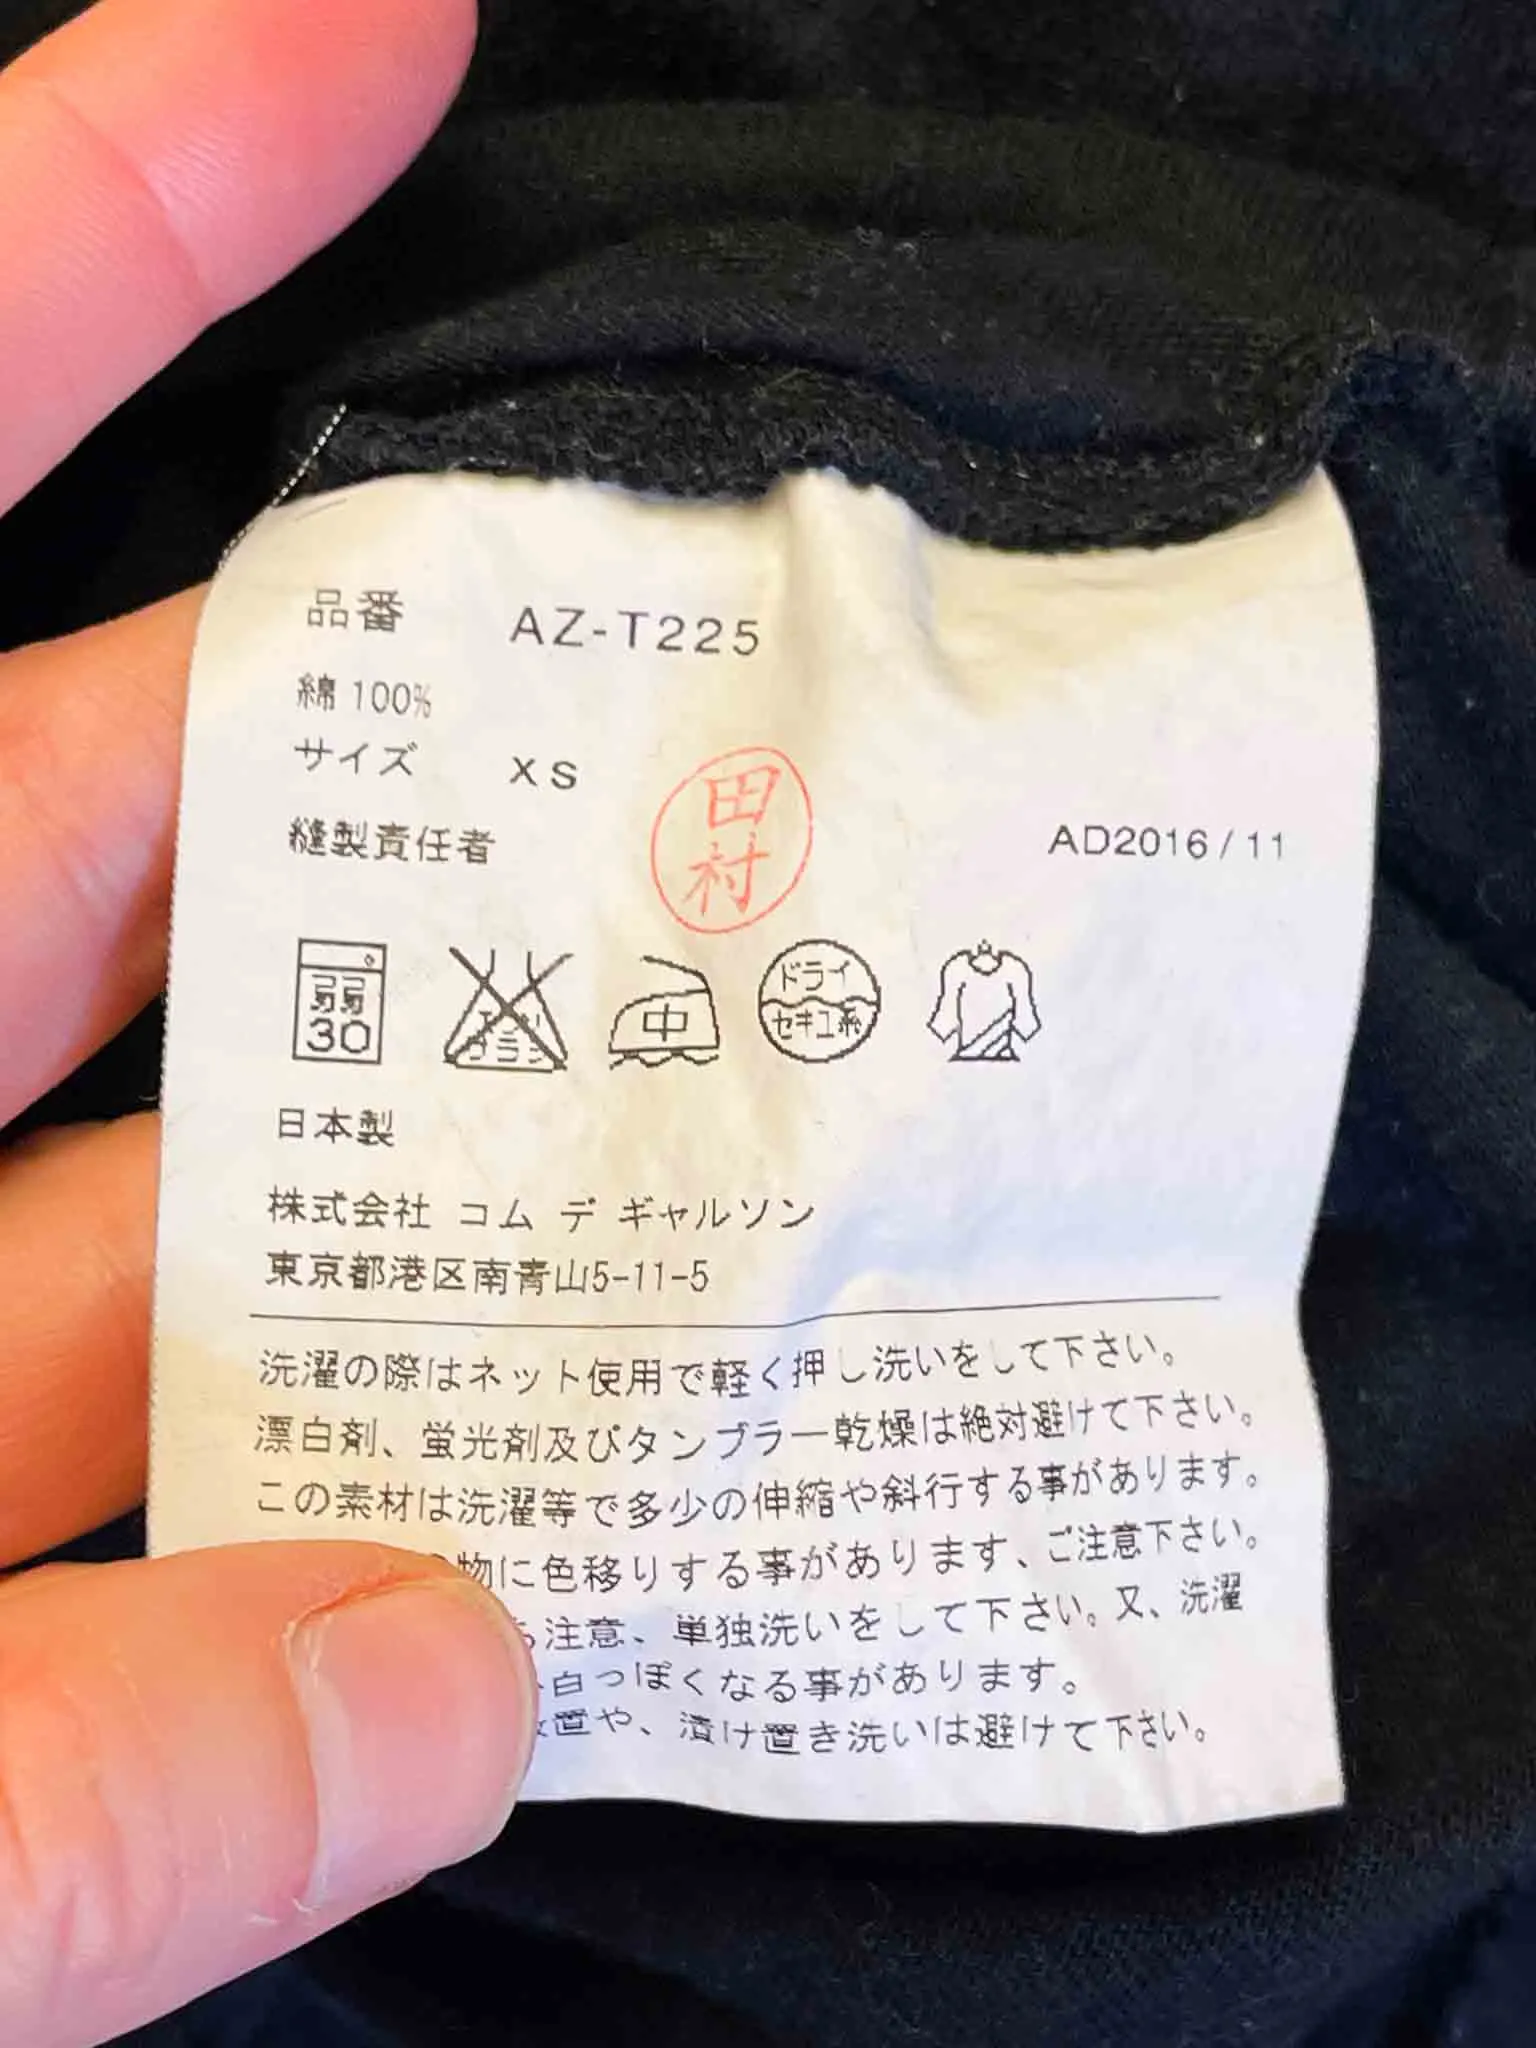 品番 AZ-T225
綿 100%
サイズ XS
田村
縫製責任者 AD2016/11
弱
30
中
ドライ
セキユ系
日本製
株式会社 コム デ ギャルソン
東京都港区南青山5-11-5
洗濯の際はネット使用で軽く押し洗いをして下さい。
漂白剤、蛍光剤及びタンブラー乾燥は絶対避けて下さい。
この素材は洗濯等で多少の伸縮や斜行する事があります。
物に色移りする事があります、ご注意下さい。
注意、単独洗いをして下さい。又、洗濯
白っぽくなる事があります。
置や、漬け置き洗いは避けて下さい。